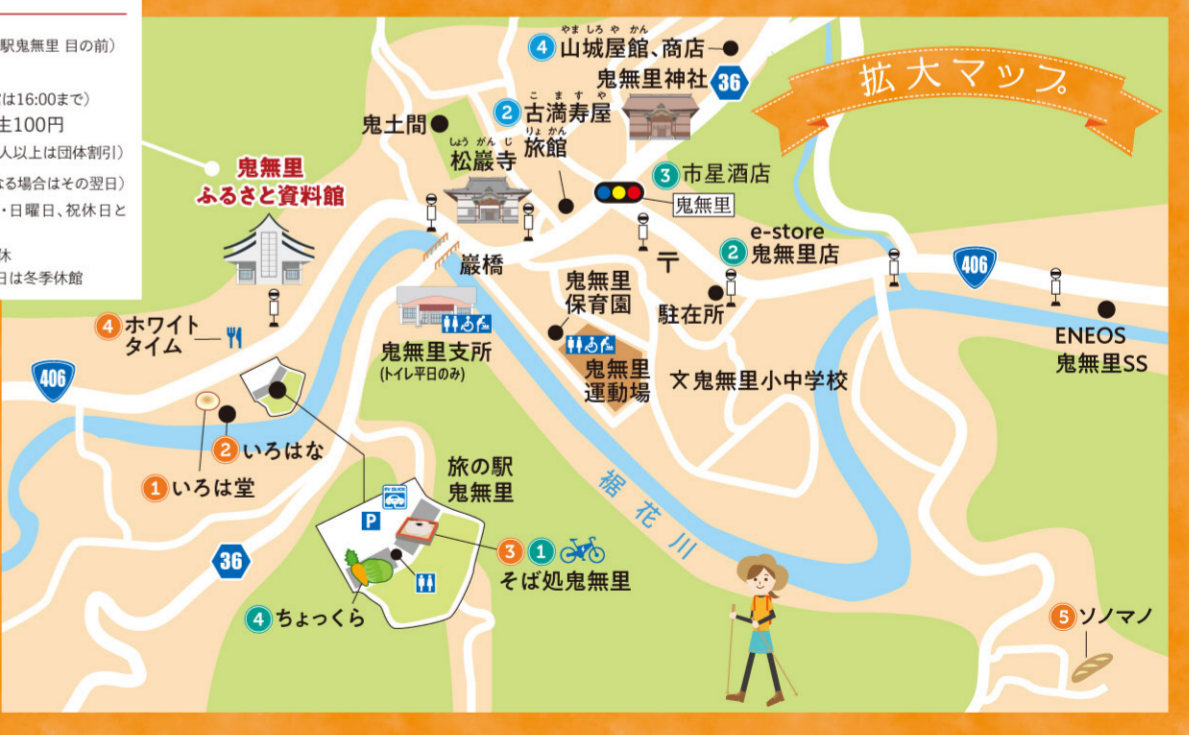 駅鬼無里 目の前）
は16:00まで）
生100円
人以上は団体割引）
なる場合はその翌日）
・日曜日、祝休日と
休
日は冬季休館
鬼無里
ふるさと資料館
拡大マップ
やましろやかん
4 山城屋館、商店
鬼無里神社
36
こますや
2 古満寿屋
りょかん
旅館
鬼土間
しょうがんじ
松巖寺
3 市星酒店
鬼無里
e-store
2 鬼無里店
406
〒
巖橋
鬼無里
保育園
駐在所
ENEOS
鬼無里SS
4 ホワイト
タイム
鬼無里支所
(トイレ平日のみ)
鬼無里
運動場
文鬼無里小中学校
406
2 いろはな
1 いろは堂
旅の駅
鬼無里
EV QUICK
P
裾花川
36
3 1
そば処鬼無里
4 ちょっくら
5 ソノマノ